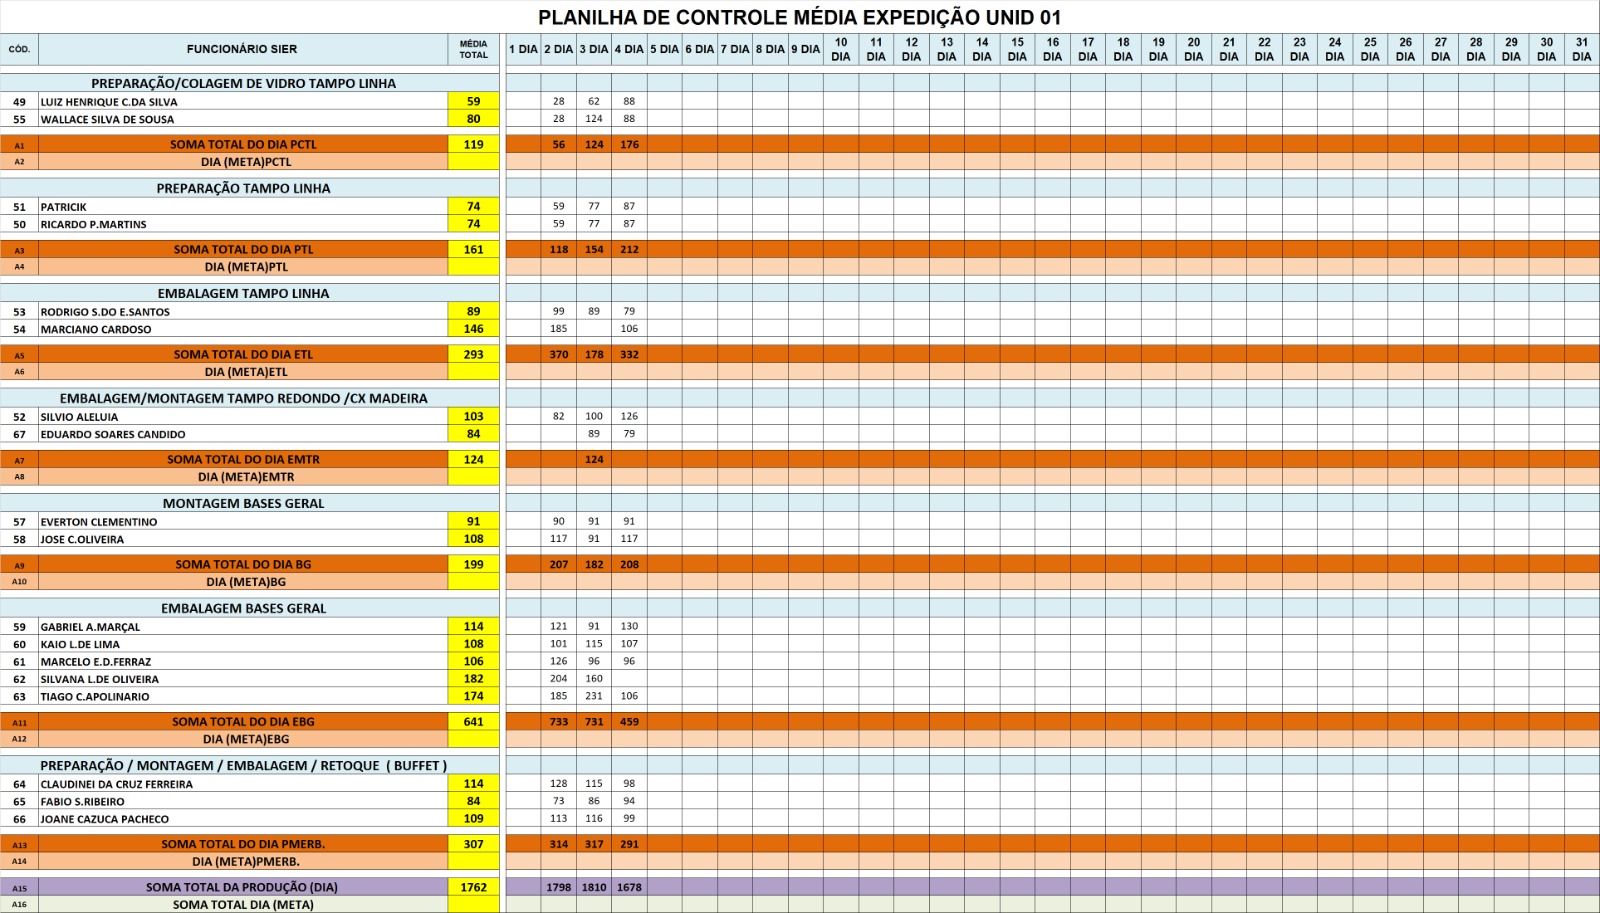 PLANILHA DE CONTROLE MÉDIA EXPEDIÇÃO UNID 01
CÓD. FUNCIONÁRIO SIER MÉDIA TOTAL 1 DIA 2 DIA 3 DIA 4 DIA 5 DIA 6 DIA 7 DIA 8 DIA 9 DIA 10 DIA 11 DIA 12 DIA 13 DIA 14 DIA 15 DIA 16 DIA 17 DIA 18 DIA 19 DIA 20 DIA 21 DIA 22 DIA 23 DIA 24 DIA 25 DIA 26 DIA 27 DIA 28 DIA 29 DIA 30 DIA 31 DIA
PREPARAÇÃO/COLAGEM DE VIDRO TAMPO LINHA
49 LUIZ HENRIQUE C.DA SILVA 59 28 62 88
55 WALLACE SILVA DE SOUSA 80 28 124 88
A1 SOMA TOTAL DO DIA PCTL 119 56 124 176
A2 DIA (META)PCTL
PREPARAÇÃO TAMPO LINHA
51 PATRICIK 74 59 77 87
50 RICARDO P.MARTINS 74 59 77 87
A3 SOMA TOTAL DO DIA PTL 161 118 154 212
A4 DIA (META)PTL
EMBALAGEM TAMPO LINHA
53 RODRIGO S.DO E.SANTOS 89 99 89 79
54 MARCIANO CARDOSO 146 185 106
A5 SOMA TOTAL DO DIA ETL 293 370 178 332
A6 DIA (META)ETL
EMBALAGEM/MONTAGEM TAMPO REDONDO /CX MADEIRA
52 SILVIO ALELUIA 103 82 100 126
67 EDUARDO SOARES CANDIDO 84 89 79
A7 SOMA TOTAL DO DIA EMTR 124 124
A8 DIA (META)EMTR
MONTAGEM BASES GERAL
57 EVERTON CLEMENTINO 91 90 91 91
58 JOSE C.OLIVEIRA 108 117 91 117
A9 SOMA TOTAL DO DIA BG 199 207 182 208
A10 DIA (META)BG
EMBALAGEM BASES GERAL
59 GABRIEL A.MARÇAL 114 121 91 130
60 KAIO L.DE LIMA 108 101 115 107
61 MARCELO E.D.FERRAZ 106 126 96 96
62 SILVANA L.DE OLIVEIRA 182 204 160
63 TIAGO C.APOLINARIO 174 185 231 106
A11 SOMA TOTAL DO DIA EBG 641 733 731 459
A12 DIA (META)EBG
PREPARAÇÃO / MONTAGEM / EMBALAGEM / RETOQUE ( BUFFET )
64 CLAUDINEI DA CRUZ FERREIRA 114 128 115 98
65 FABIO S.RIBEIRO 84 73 86 94
66 JOANE CAZUCA PACHECO 109 113 116 99
A13 SOMA TOTAL DO DIA PMERB. 307 314 317 291
A14 DIA (META)PMERB.
A15 SOMA TOTAL DA PRODUÇÃO (DIA) 1762 1798 1810 1678
A16 SOMA TOTAL DIA (META)